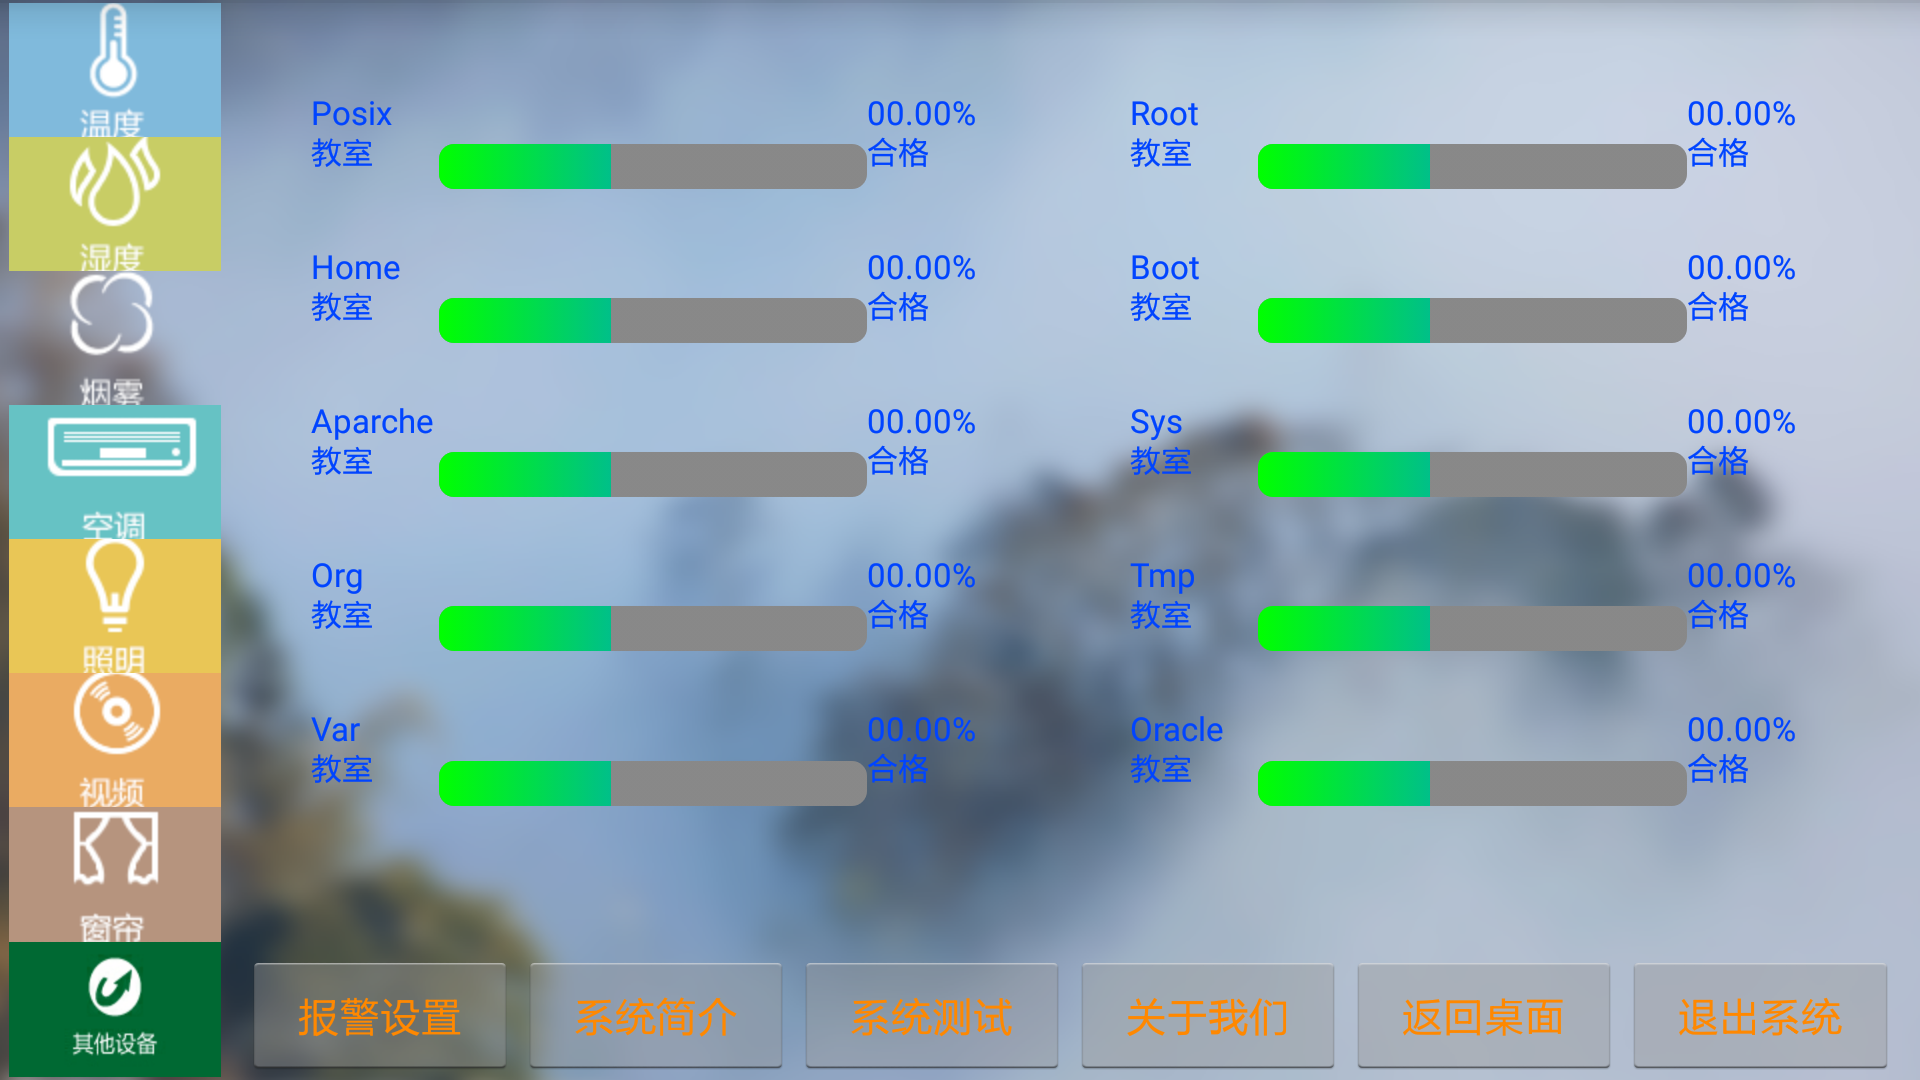 温度
湿度
烟雾
空调
照明
视频
窗帘
其他设备
Posix
教室
00.00%
合格
Root
教室
00.00%
合格
Home
教室
00.00%
合格
Boot
教室
00.00%
合格
Aparche
教室
00.00%
合格
Sys
教室
00.00%
合格
Org
教室
00.00%
合格
Tmp
教室
00.00%
合格
Var
教室
00.00%
合格
Oracle
教室
00.00%
合格
报警设置
系统简介
系统测试
关于我们
返回桌面
退出系统